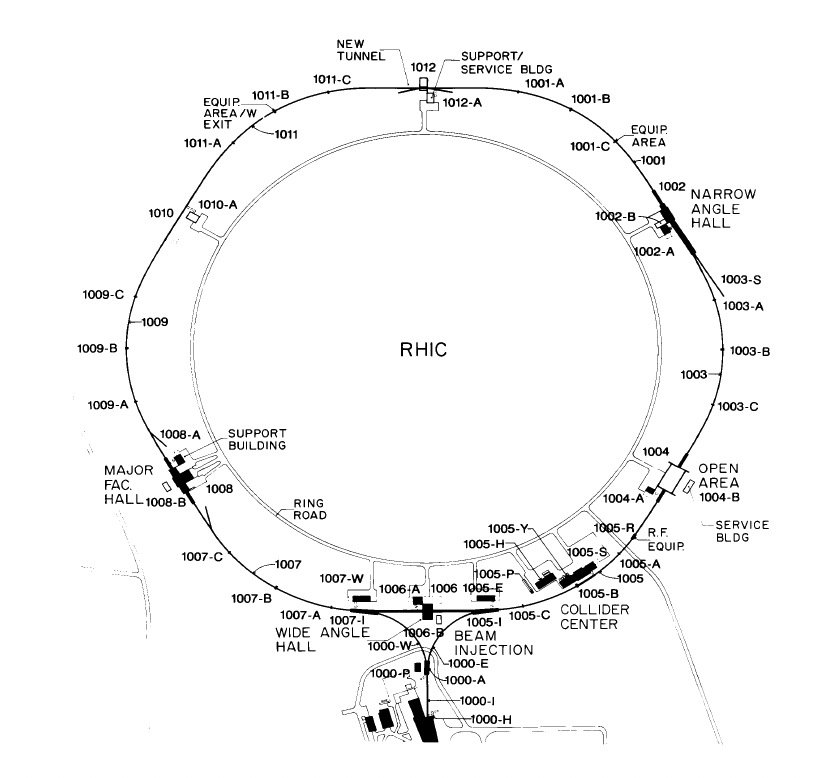 NEW
TUNNEL
1012
SUPPORT/
SERVICE BLDG
1011-C
1001-A
1011-B
1012-A
1001-B
EQUIP.
AREA/W
EXIT
1011
EQUIP.
AREA
1011-A
1001-C
1001
1002
NARROW
ANGLE
HALL
1010-A
1010
1002-B
1002-A
1003-S
1009-C
1003-A
1009
RHIC
1009-B
1003-B
1003
1009-A
1003-C
1008-A
SUPPORT
BUILDING
1004
MAJOR
FAC.
HALL
OPEN
AREA
1008
1004-A
1004-B
1008-B
RING
ROAD
SERVICE
BLDG
1005-Y
1005-R
R.F.
EQUIP.
1005-H
1005-S
1007-C
1007
1005-A
1005-P
1005
1007-W
1006-A
1006
1005-E
1007-B
1005-B
1007-A
1007-I
1005-I
1005-C
COLLIDER
CENTER
WIDE ANGLE
HALL
1006-B
BEAM
INJECTION
1000-W
1000-E
1000-P
1000-A
1000-I
1000-H